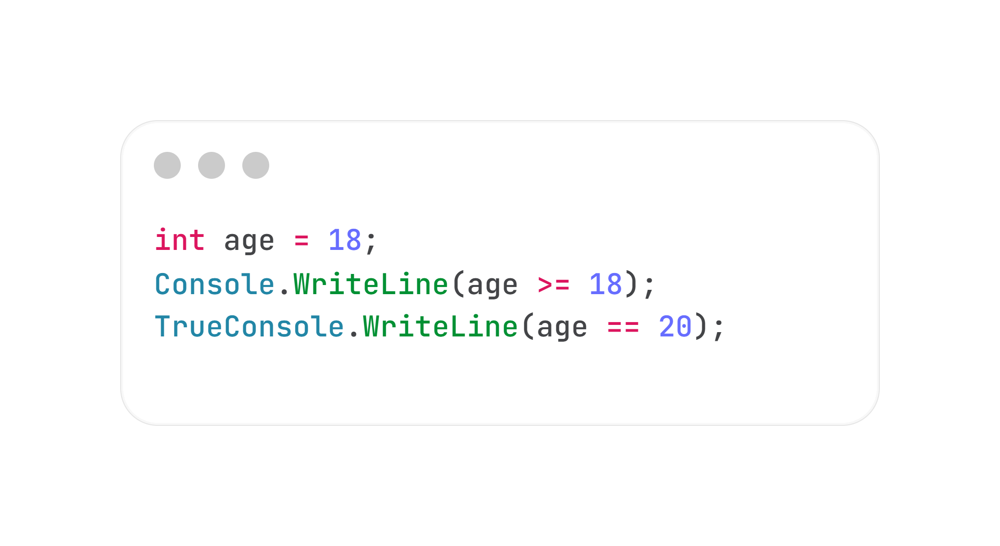 int age = 18;
Console.WriteLine(age >= 18);
TrueConsole.WriteLine(age == 20);